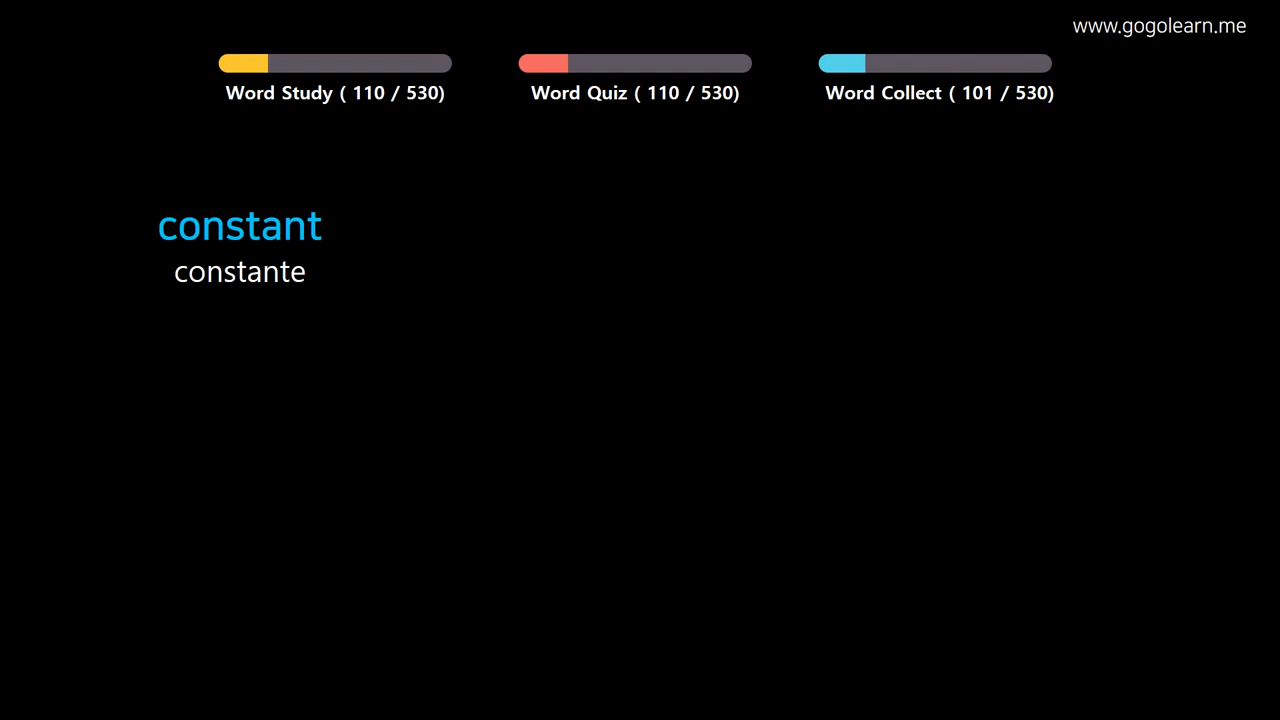 www.gogolearn.me
Word Study ( 110 / 530)
Word Quiz ( 110 / 530)
Word Collect ( 101 / 530)
constant
constante